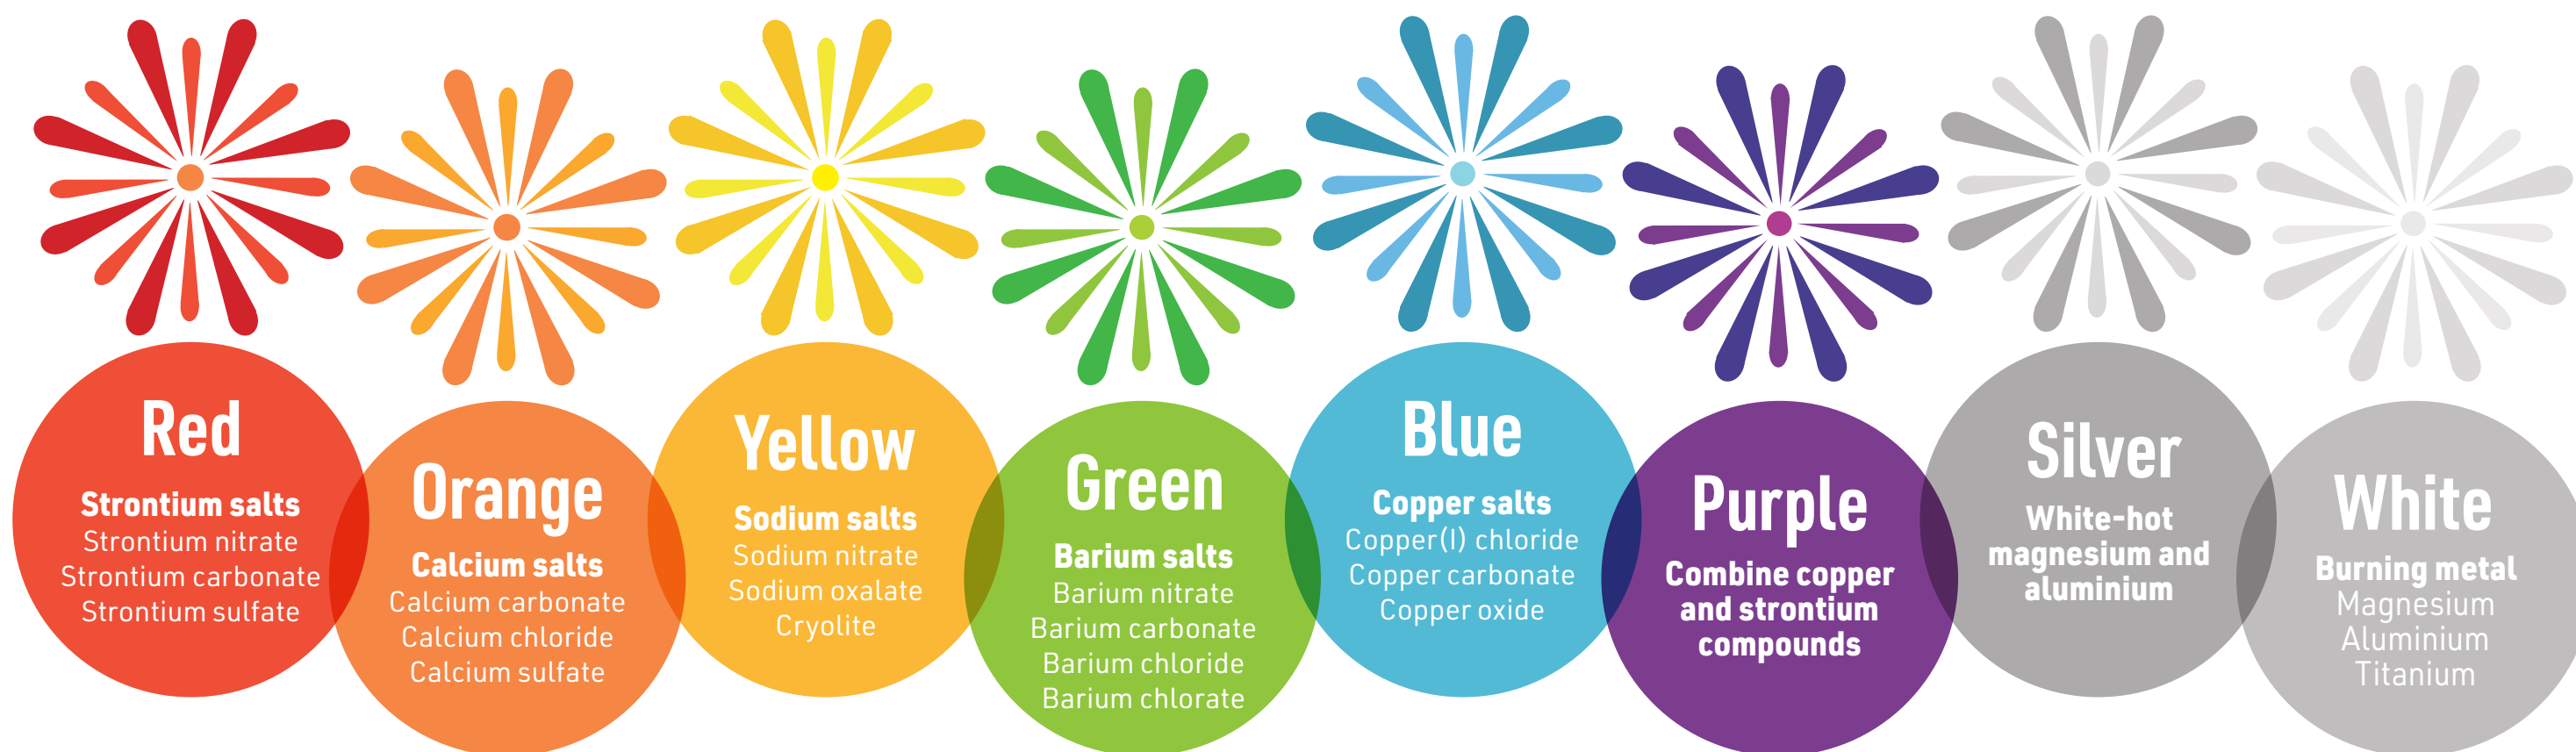 Red
Strontium salts
Strontium nitrate
Strontium carbonate
Strontium sulfate
Orange
Calcium salts
Calcium carbonate
Calcium chloride
Calcium sulfate
Yellow
Sodium salts
Sodium nitrate
Sodium oxalate
Cryolite
Green
Barium salts
Barium nitrate
Barium carbonate
Barium chloride
Barium chlorate
Blue
Copper salts
Copper(I) chloride
Copper carbonate
Copper oxide
Purple
Combine copper
and strontium
compounds
Silver
White-hot
magnesium and
aluminium
White
Burning metal
Magnesium
Aluminium
Titanium